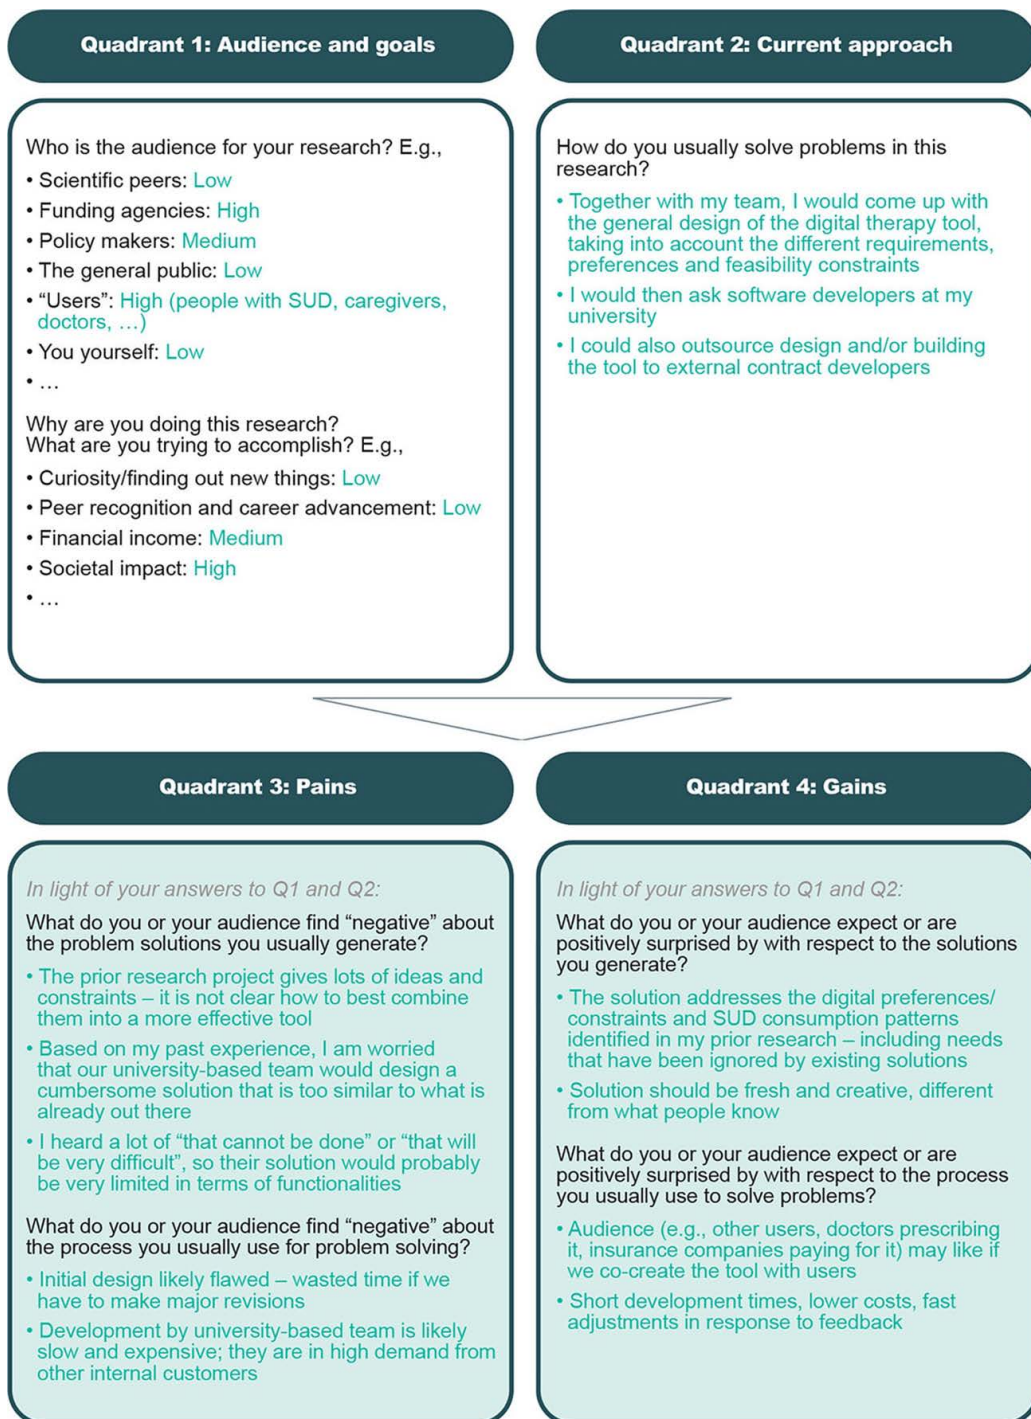 Quadrant 1: Audience and goals
Who is the audience for your research? E.g.,
• Scientific peers: Low
• Funding agencies: High
• Policy makers: Medium
• The general public: Low
• “Users”: High (people with SUD, caregivers,
doctors, …)
• You yourself: Low
• …
Why are you doing this research?
What are you trying to accomplish? E.g.,
• Curiosity/finding out new things: Low
• Peer recognition and career advancement: Low
• Financial income: Medium
• Societal impact: High
• …
Quadrant 2: Current approach
How do you usually solve problems in this
research?
• Together with my team, I would come up with
the general design of the digital therapy tool,
taking into account the different requirements,
preferences and feasibility constraints
• I would then ask software developers at my
university
• I could also outsource design and/or building
the tool to external contract developers
Quadrant 3: Pains
In light of your answers to Q1 and Q2:
What do you or your audience find “negative” about
the problem solutions you usually generate?
• The prior research project gives lots of ideas and
constraints – it is not clear how to best combine
them into a more effective tool
• Based on my past experience, I am worried
that our university-based team would design a
cumbersome solution that is too similar to what is
already out there
• I heard a lot of “that cannot be done” or “that will
be very difficult”, so their solution would probably
be very limited in terms of functionalities
What do you or your audience find “negative” about
the process you usually use for problem solving?
• Initial design likely flawed – wasted time if we
have to make major revisions
• Development by university-based team is likely
slow and expensive; they are in high demand from
other internal customers
Quadrant 4: Gains
In light of your answers to Q1 and Q2:
What do you or your audience expect or are
positively surprised by with respect to the solutions
you generate?
• The solution addresses the digital preferences/
constraints and SUD consumption patterns
identified in my prior research – including needs
that have been ignored by existing solutions
• Solution should be fresh and creative, different
from what people know
What do you or your audience expect or are
positively surprised by with respect to the process
you usually use to solve problems?
• Audience (e.g., other users, doctors prescribing
it, insurance companies paying for it) may like if
we co-create the tool with users
• Short development times, lower costs, fast
adjustments in response to feedback